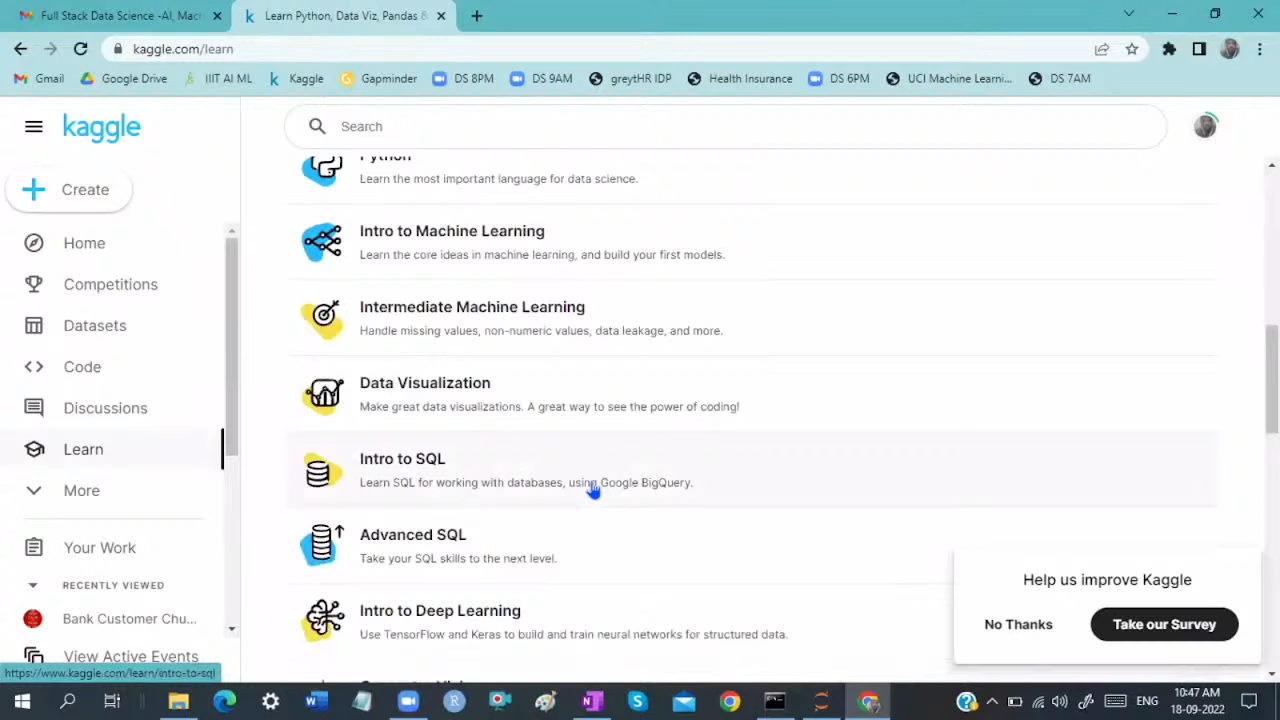 Full Stack Data Science -AI, Mac
Learn Python, Data Viz, Pandas &
kaggle.com/learn
Gmail
Google Drive
IIIT AI ML
Kaggle
Gapminder
DS 8PM
DS 9AM
greytHR IDP
Health Insurance
DS 6PM
UCI Machine Learni...
DS 7AM
kaggle
Search
Create
Home
Competitions
Datasets
Code
Discussions
Learn
More
Your Work
RECENTLY VIEWED
Bank Customer Chu...
View Active Events
https://www.kaggle.com/learn/intro-to-sql
Python
Learn the most important language for data science.
Intro to Machine Learning
Learn the core ideas in machine learning, and build your first models.
Intermediate Machine Learning
Handle missing values, non-numeric values, data leakage, and more.
Data Visualization
Make great data visualizations. A great way to see the power of coding!
Intro to SQL
Learn SQL for working with databases, using Google BigQuery.
Advanced SQL
Take your SQL skills to the next level.
Intro to Deep Learning
Use TensorFlow and Keras to build and train neural networks for structured data.
Help us improve Kaggle
No Thanks
Take our Survey
ENG
10:47 AM
18-09-2022